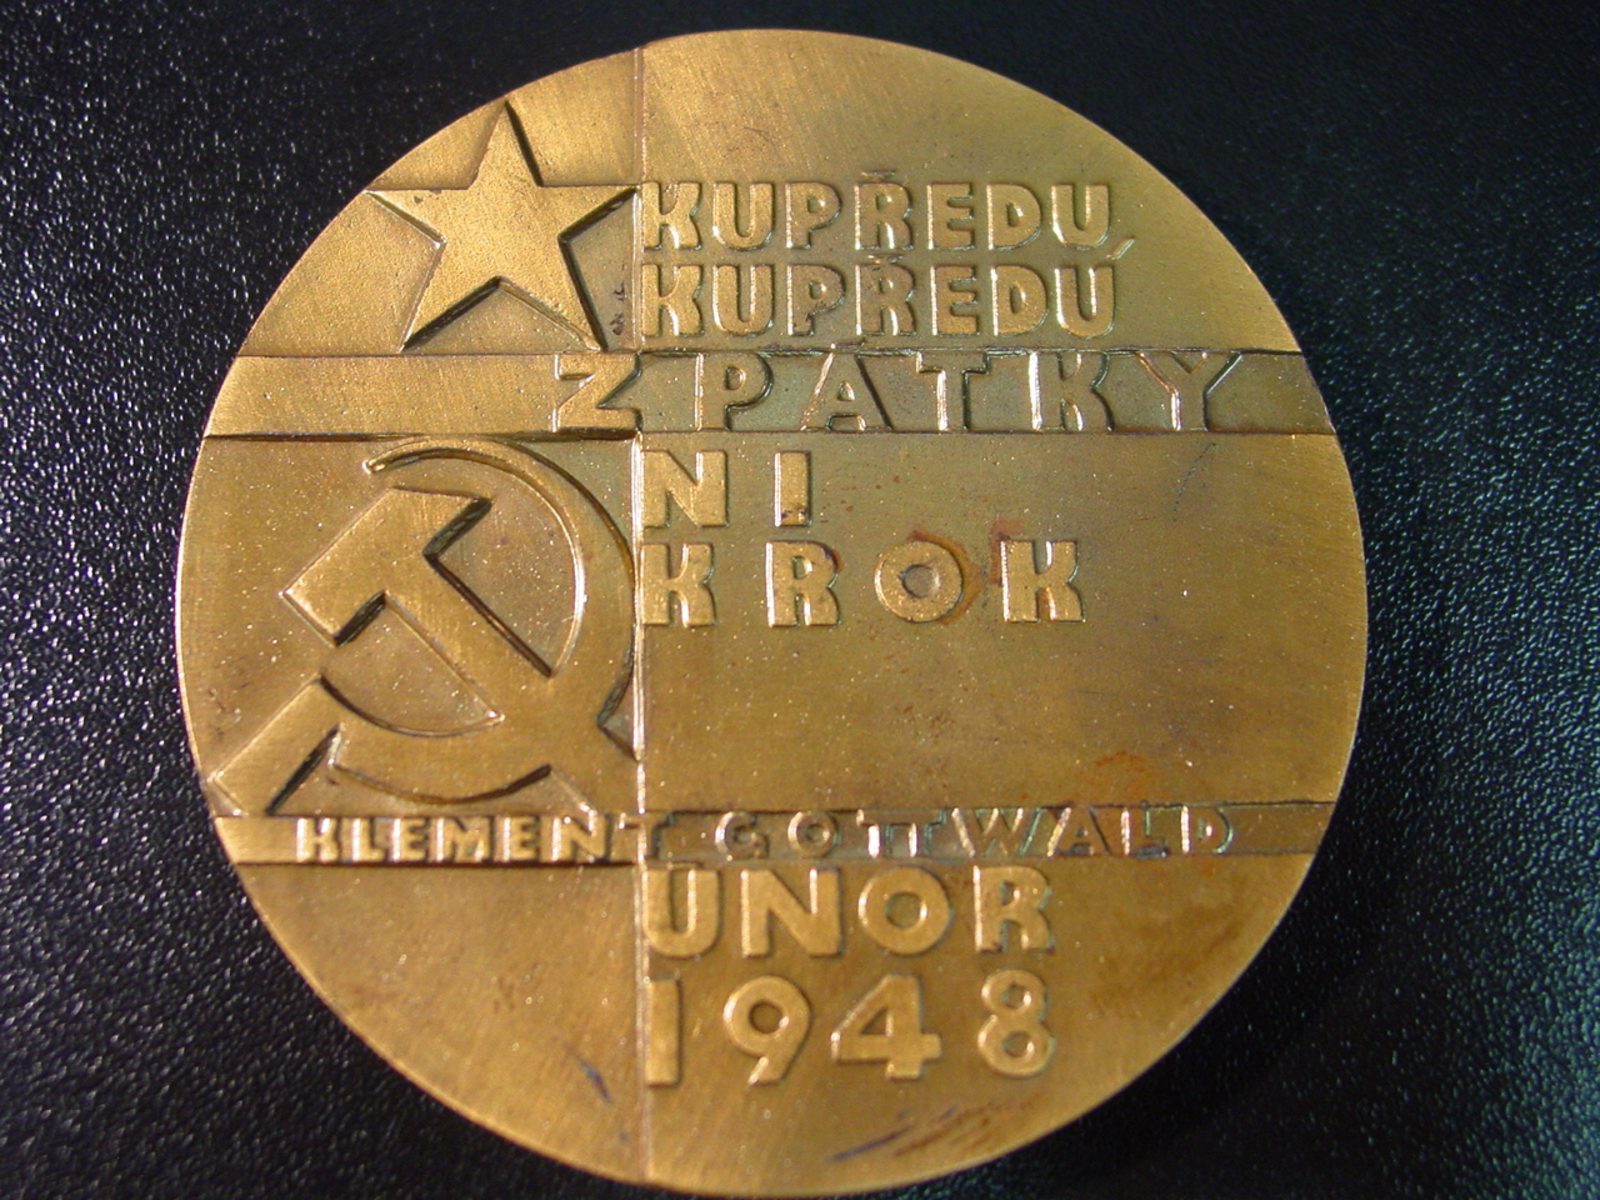 KUPŘEDU,
KUPŘEDU
ZPÁTKY
NI
KROK
KLEMENT GOTTWALD
ÚNOR
1948